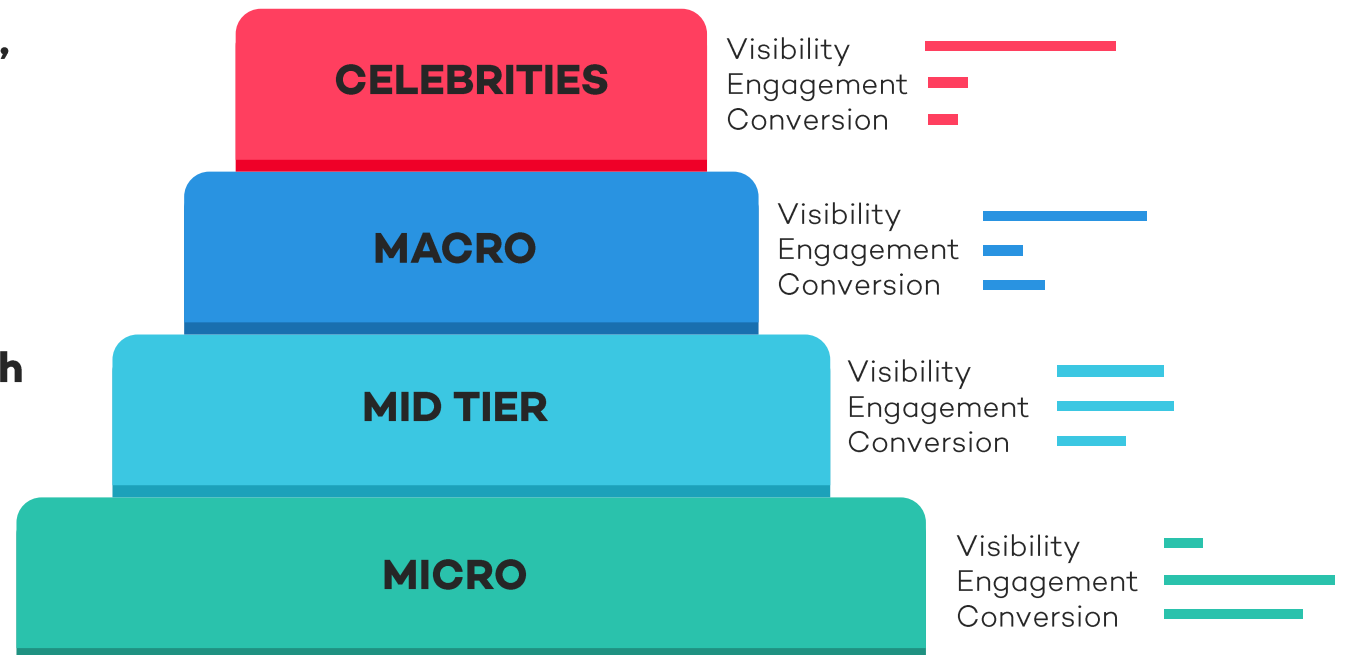 ,
CELEBRITIES
Visibility
Engagement
Conversion
MACRO
Visibility
Engagement
Conversion
h
MID TIER
Visibility
Engagement
Conversion
MICRO
Visibility
Engagement
Conversion